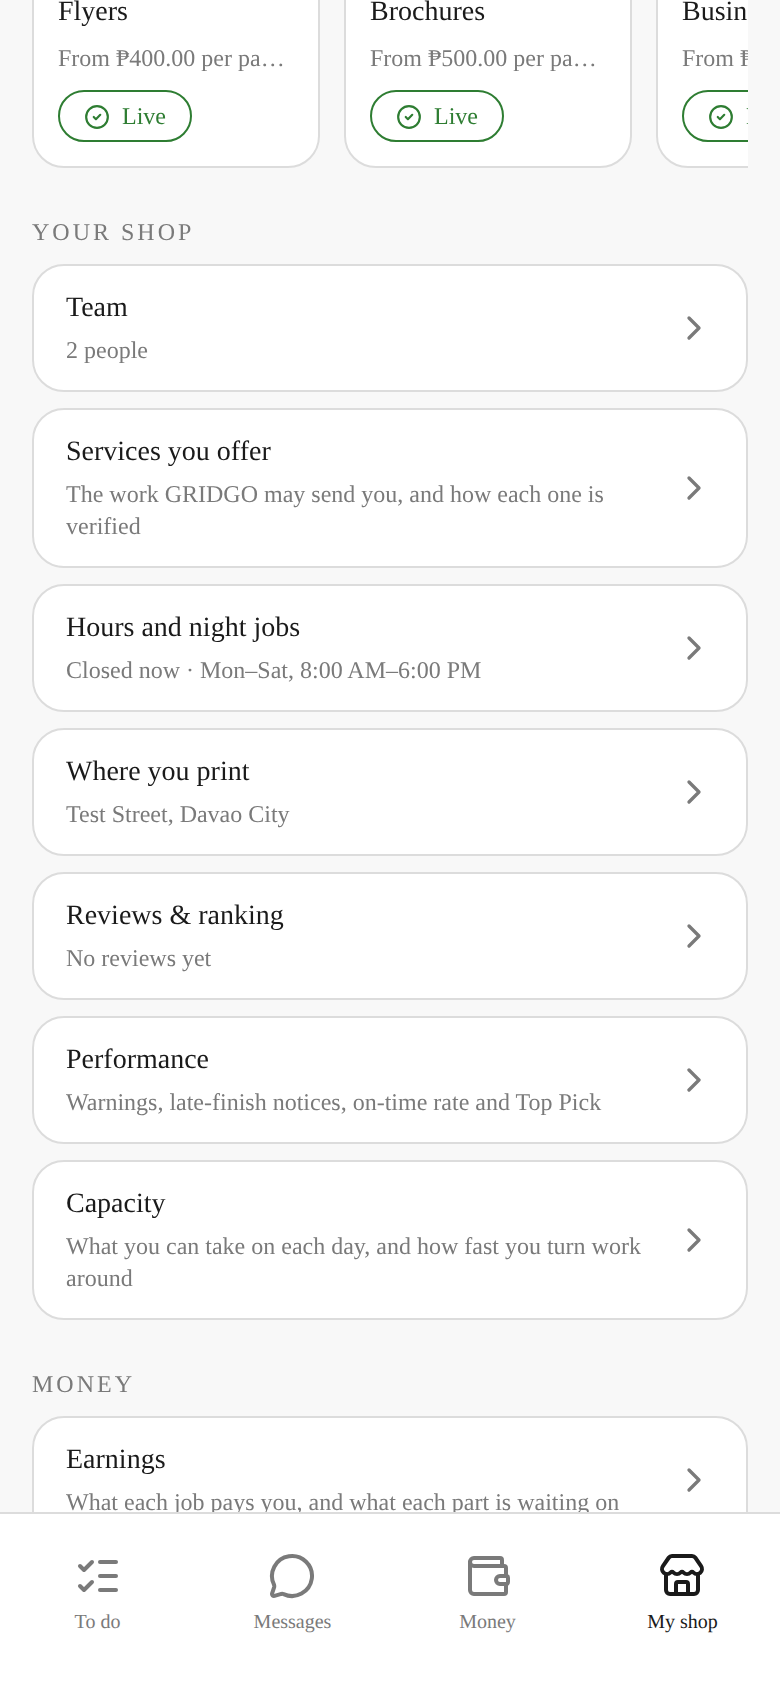 Flyers
Brochures
Busin
From ₱400.00 per pa…
From ₱500.00 per pa…
From
Live
Live
YOUR SHOP
Team
2 people
Services you offer
The work GRIDGO may send you, and how each one is
verified
Hours and night jobs
Closed now · Mon–Sat, 8:00 AM–6:00 PM
Where you print
Test Street, Davao City
Reviews & ranking
No reviews yet
Performance
Warnings, late-finish notices, on-time rate and Top Pick
Capacity
What you can take on each day, and how fast you turn work
around
MONEY
Earnings
What each job pays you, and what each part is waiting on
To do
Messages
Money
My shop